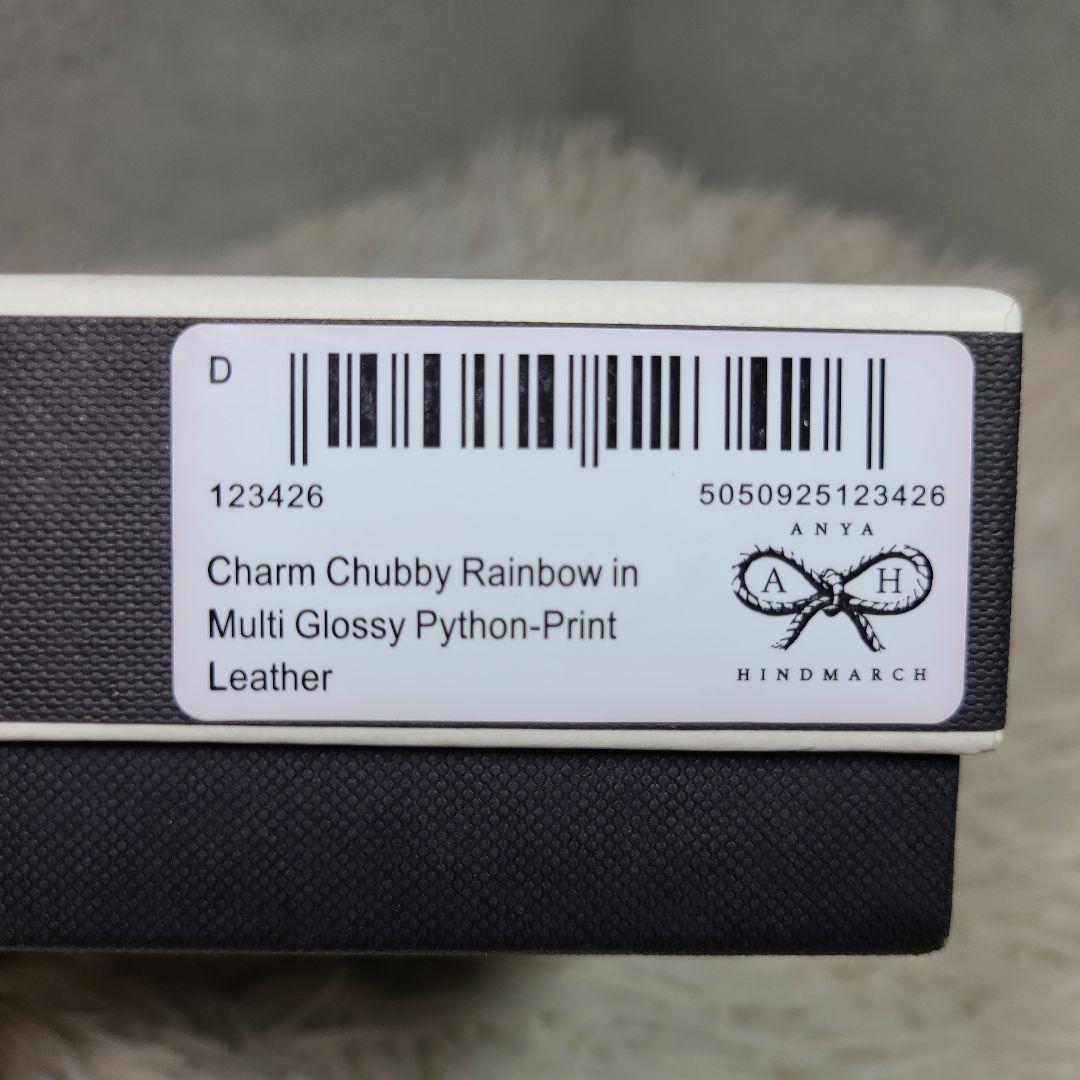 D
123426
5050925123426
Charm Chubby Rainbow in
Multi Glossy Python-Print
Leather
ANYA
A H
HINDMARCH